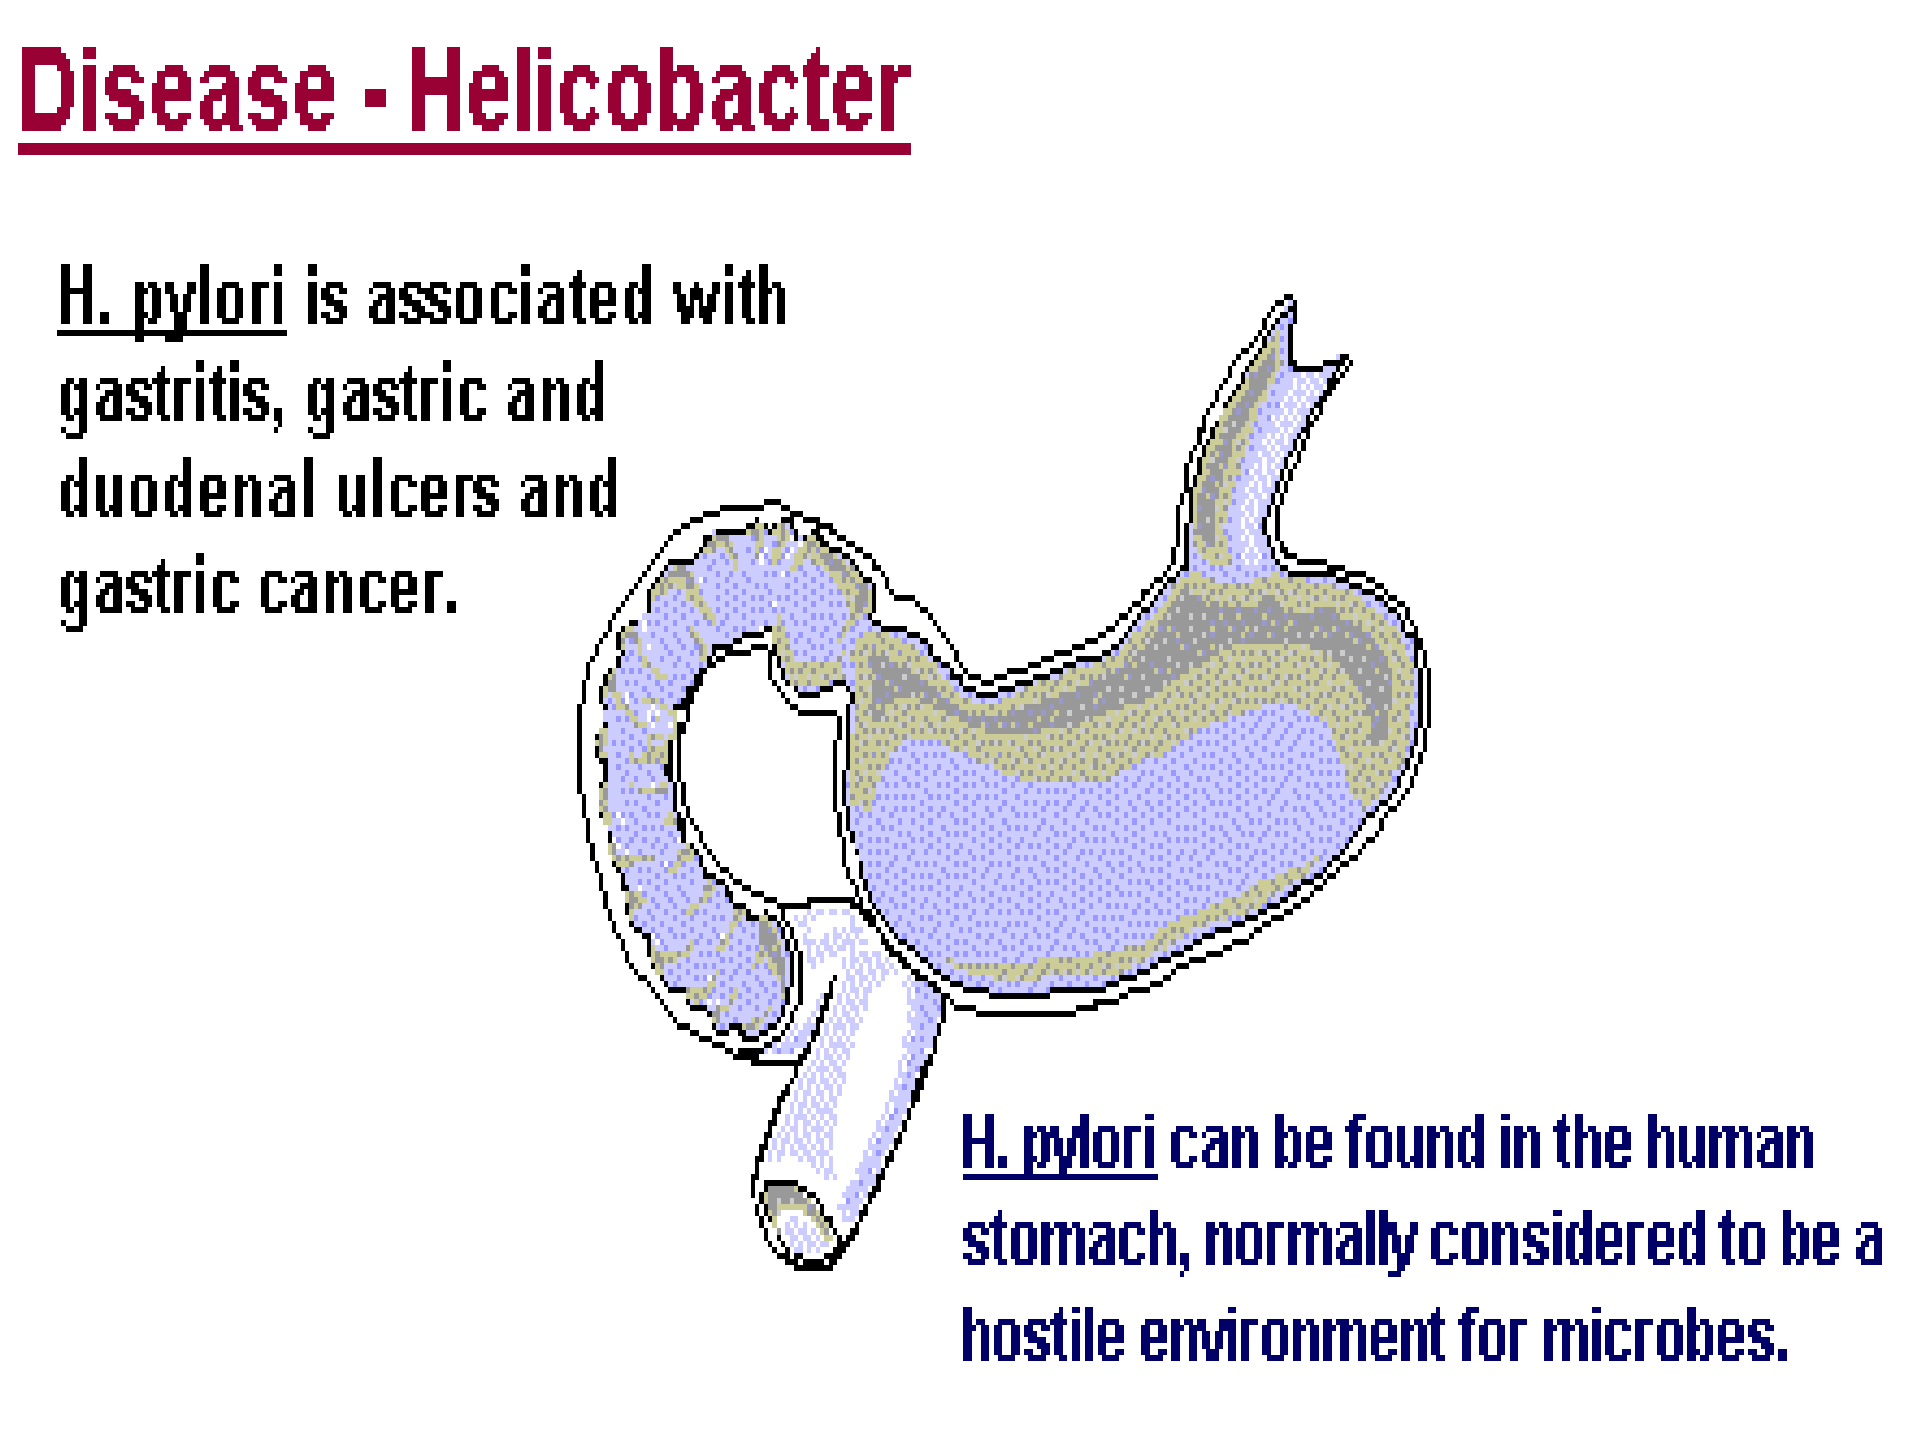 Disease - Helicobacter
H. pylori is associated with
gastritis, gastric and
duodenal ulcers and
gastric cancer.
H. pylori can be found in the human
stomach, normally considered to be a
hostile environment for microbes.